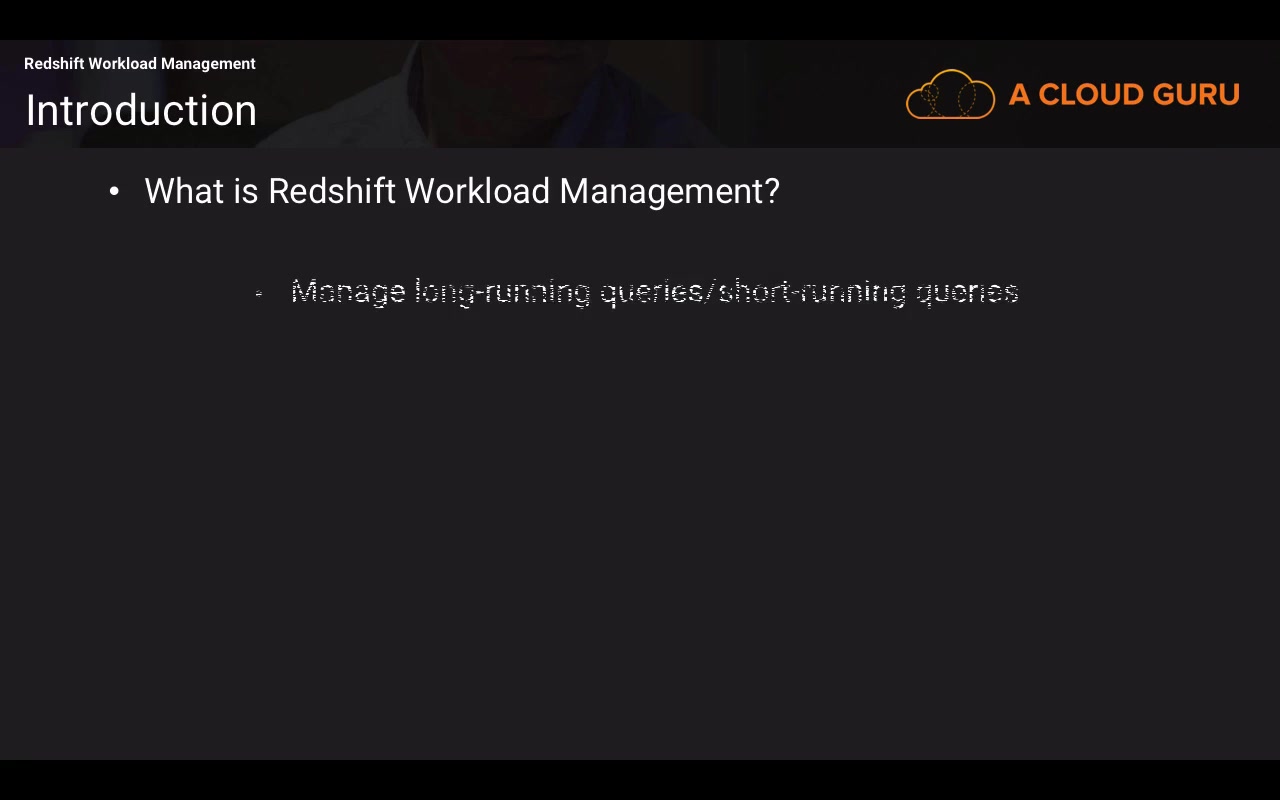 Redshift Workload Management
Introduction
A CLOUD GURU
• What is Redshift Workload Management?
• Manage long-running queries/short-running queries